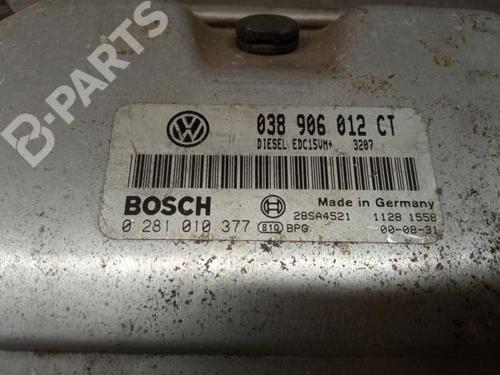 B-PARTS
038 906 012 CT
DIESEL EDC15VM+ 3207
BOSCH
Made in Germany
28SA4521 1128 1558
0 281 010 377 810 BPG 00-08-31